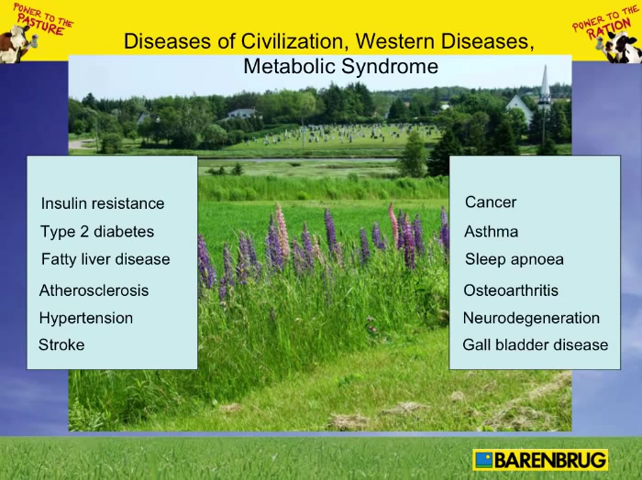 POWER TO THE
PASTURE
POWER TO THE
RATION
Diseases of Civilization, Western Diseases,
Metabolic Syndrome
Insulin resistance
Type 2 diabetes
Fatty liver disease
Atherosclerosis
Hypertension
Stroke
Cancer
Asthma
Sleep apnoea
Osteoarthritis
Neurodegeneration
Gall bladder disease
BARENBRUG